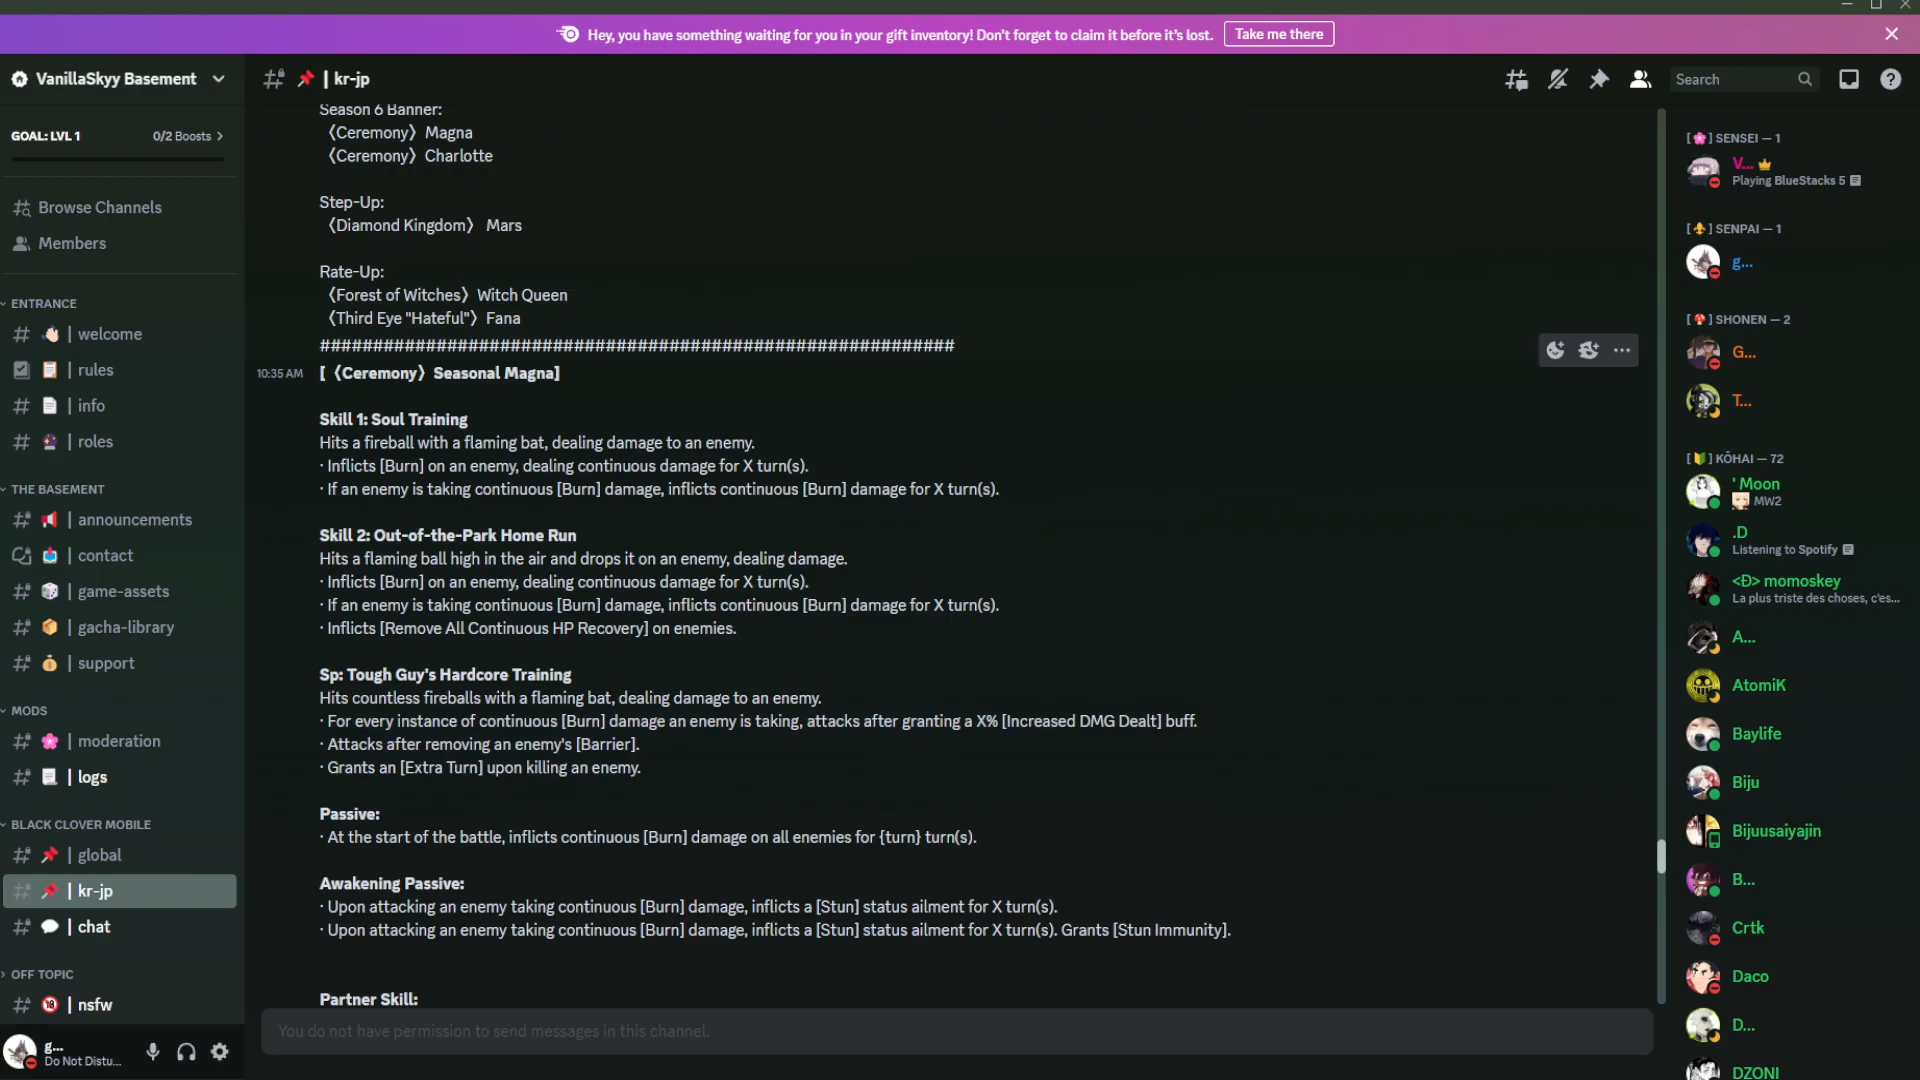 Hey, you have something waiting for you in your gift inventory! Don't forget to claim it before it's lost.
Take me there
VanillaSkyy Basement
GOAL: LVL 1
0/2 Boosts
Browse Channels
Members
ENTRANCE
| welcome
| rules
| info
| roles
THE BASEMENT
| announcements
| contact
| game-assets
| gacha-library
| support
MODS
| moderation
| logs
BLACK CLOVER MOBILE
| global
| kr-jp
| chat
OFF TOPIC
| nsfw
g...
Do Not Distu...
| kr-jp
Search
Season 6 Banner:
〈Ceremony〉 Magna
〈Ceremony〉 Charlotte
Step-Up:
〈Diamond Kingdom〉 Mars
Rate-Up:
〈Forest of Witches〉 Witch Queen
〈Third Eye "Hateful"〉 Fana
############################################################
10:35 AM
[ 〈Ceremony〉 Seasonal Magna]
Skill 1: Soul Training
Hits a fireball with a flaming bat, dealing damage to an enemy.
· Inflicts [Burn] on an enemy, dealing continuous damage for X turn(s).
· If an enemy is taking continuous [Burn] damage, inflicts continuous [Burn] damage for X turn(s).
Skill 2: Out-of-the-Park Home Run
Hits a flaming ball high in the air and drops it on an enemy, dealing damage.
· Inflicts [Burn] on an enemy, dealing continuous damage for X turn(s).
· If an enemy is taking continuous [Burn] damage, inflicts continuous [Burn] damage for X turn(s).
· Inflicts [Remove All Continuous HP Recovery] on enemies.
Sp: Tough Guy's Hardcore Training
Hits countless fireballs with a flaming bat, dealing damage to an enemy.
· For every instance of continuous [Burn] damage an enemy is taking, attacks after granting a X% [Increased DMG Dealt] buff.
· Attacks after removing an enemy's [Barrier].
· Grants an [Extra Turn] upon killing an enemy.
Passive:
· At the start of the battle, inflicts continuous [Burn] damage on all enemies for {turn} turn(s).
Awakening Passive:
· Upon attacking an enemy taking continuous [Burn] damage, inflicts a [Stun] status ailment for X turn(s).
· Upon attacking an enemy taking continuous [Burn] damage, inflicts a [Stun] status ailment for X turn(s). Grants [Stun Immunity].
Partner Skill:
You do not have permission to send messages in this channel.
[🌸] SENSEI — 1
V...
Playing BlueStacks 5
[⚜] SENPAI — 1
g...
[🍄] SHONEN — 2
G...
T...
[🔰] KŌHAI — 72
' Moon
MW2
.D
Listening to Spotify
<Đ> momoskey
La plus triste des choses, c'es...
A...
AtomiK
Baylife
Biju
Bijuusaiyajin
B...
Crtk
Daco
D...
DZONI